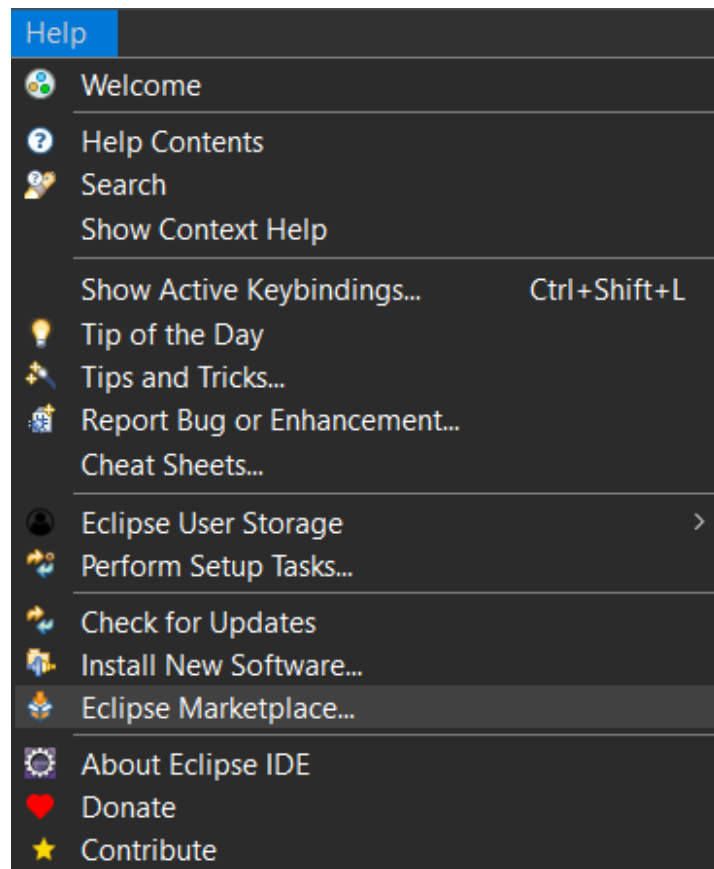 Help
Welcome
Help Contents
Search
Show Context Help
Show Active Keybindings... Ctrl+Shift+L
Tip of the Day
Tips and Tricks...
Report Bug or Enhancement...
Cheat Sheets...
Eclipse User Storage
Perform Setup Tasks...
Check for Updates
Install New Software...
Eclipse Marketplace...
About Eclipse IDE
Donate
Contribute